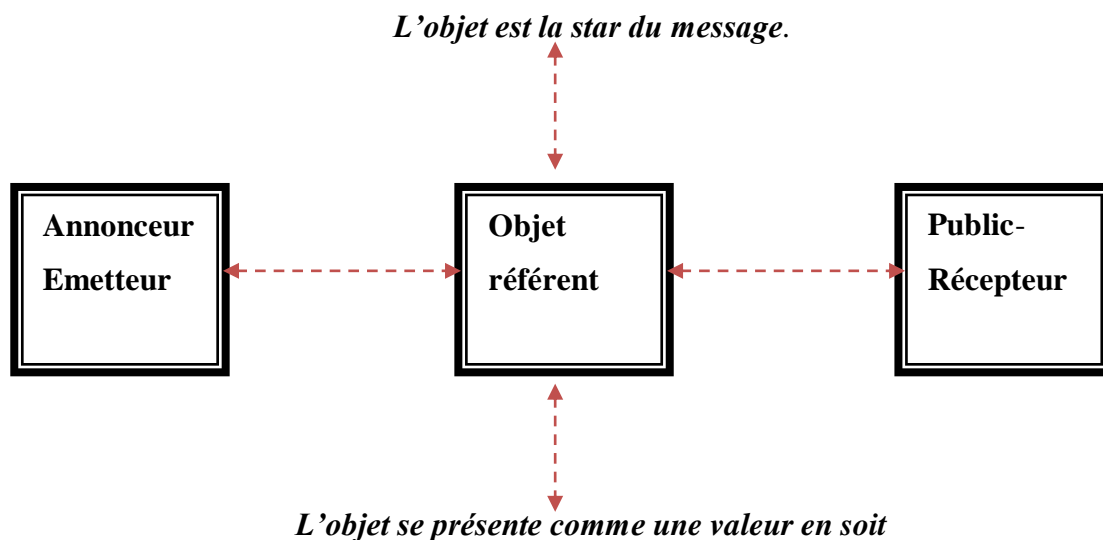 L’objet est la star du message.
Annonceur
Emetteur
Objet
référent
Public-
Récepteur
L’objet se présente comme une valeur en soit